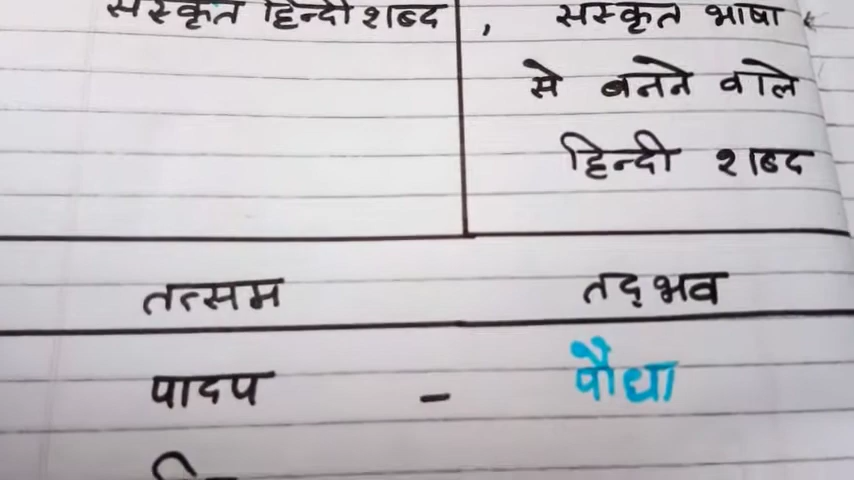 संस्कृत हिन्दी शब्द , संस्कृत भाषा
से बनने वाले
हिन्दी शब्द
तत्सम तद्भव
पादप - पौधा